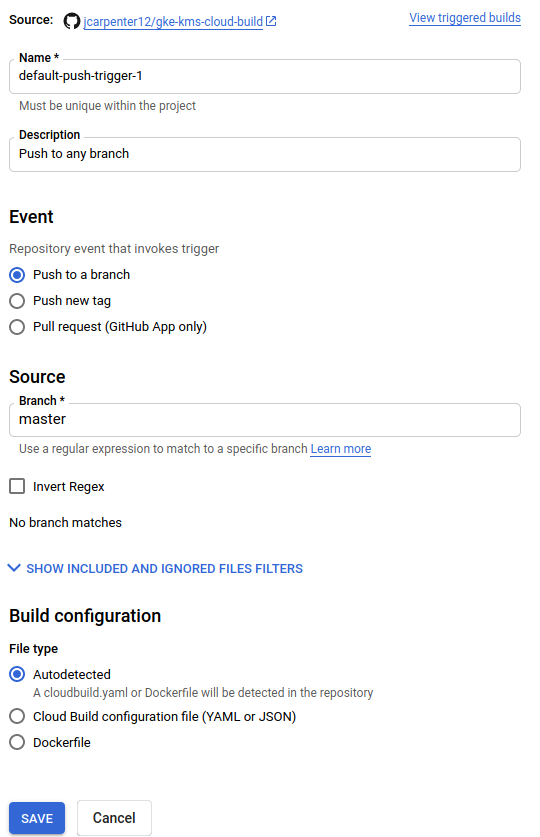 Source: jcarpenter12/gke-kms-cloud-build View triggered builds
Name *
default-push-trigger-1
Must be unique within the project
Description
Push to any branch
Event
Repository event that invokes trigger
Push to a branch
Push new tag
Pull request (GitHub App only)
Source
Branch *
master
Use a regular expression to match to a specific branch Learn more
Invert Regex
No branch matches
SHOW INCLUDED AND IGNORED FILES FILTERS
Build configuration
File type
Autodetected
A cloudbuild.yaml or Dockerfile will be detected in the repository
Cloud Build configuration file (YAML or JSON)
Dockerfile
SAVE Cancel